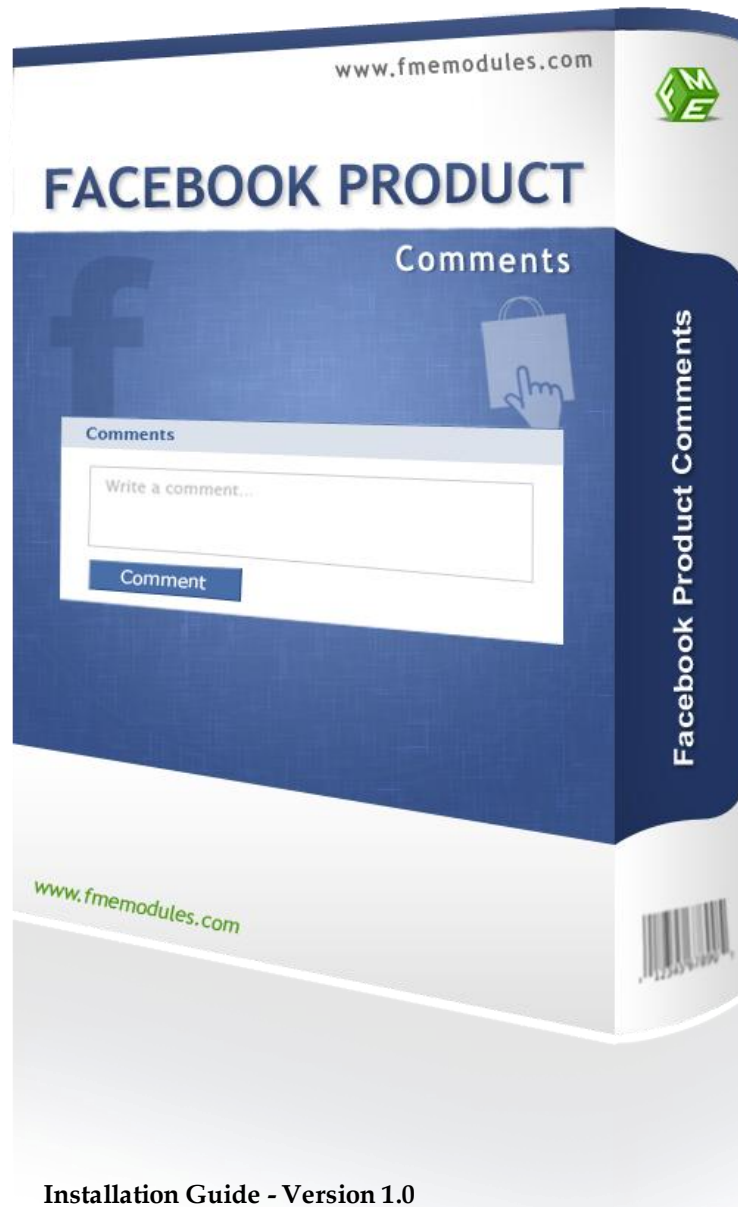 www.fmemodules.com
FME
FACEBOOK PRODUCT
Comments
f
Comments
Write a comment...
Comment
Facebook Product Comments
www.fmemodules.com
Installation Guide - Version 1.0